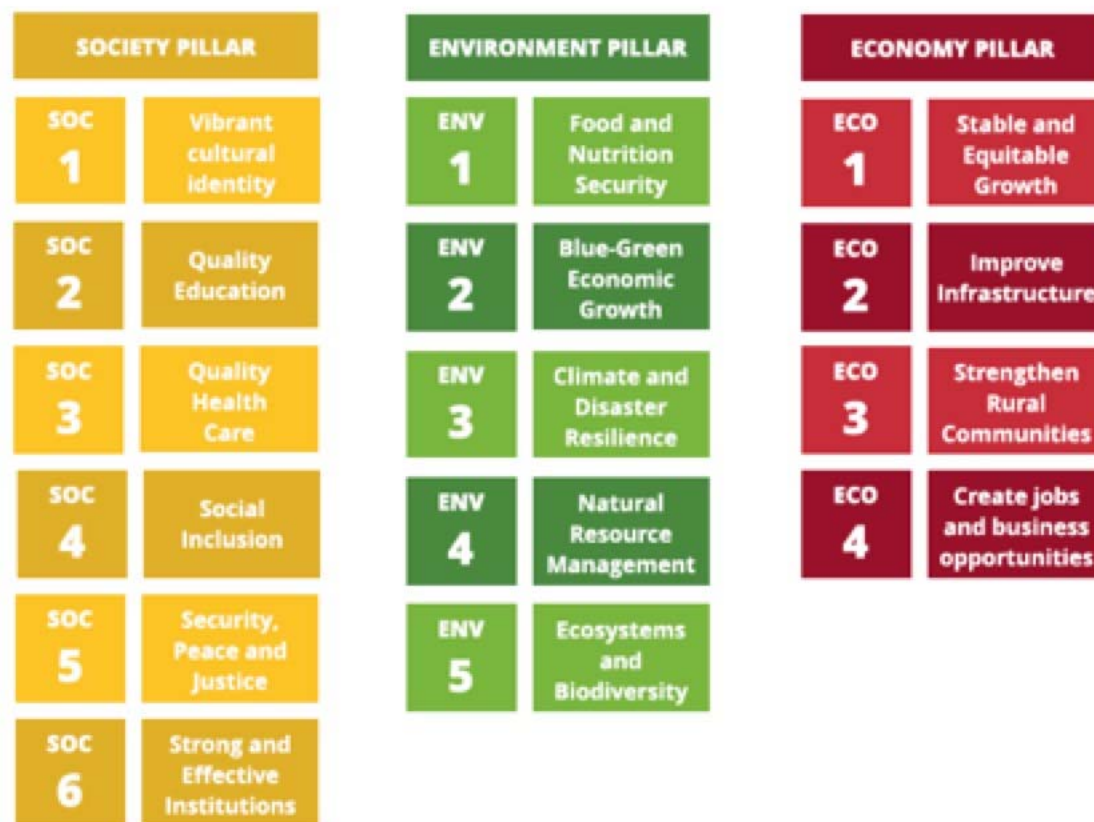 SOCIETY PILLAR
SOC
1
Vibrant
cultural
identity
SOC
2
Quality
Education
SOC
3
Quality
Health
Care
SOC
4
Social
Inclusion
SOC
5
Security,
Peace and
Justice
SOC
6
Strong and
Effective
Institutions
ENVIRONMENT PILLAR
ENV
1
Food and
Nutrition
Security
ENV
2
Blue-Green
Economic
Growth
ENV
3
Climate and
Disaster
Resilience
ENV
4
Natural
Resource
Management
ENV
5
Ecosystems
and
Biodiversity
ECONOMY PILLAR
ECO
1
Stable and
Equitable
Growth
ECO
2
Improve
Infrastructure
ECO
3
Strengthen
Rural
Communities
ECO
4
Create jobs
and business
opportunities